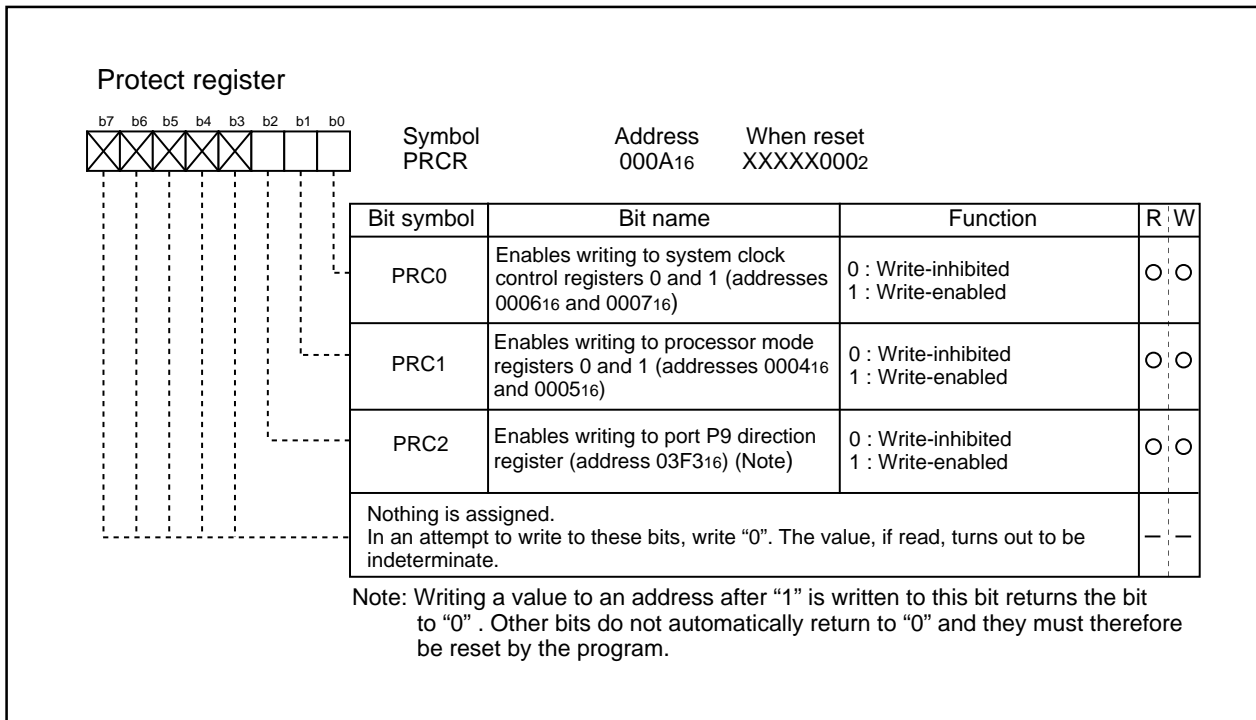 Protect register
b7 b6 b5 b4 b3 b2 b1 b0
Symbol Address When reset
PRCR 000A16 XXXXX0002
Bit symbol Bit name Function R W
PRC0
Enables writing to system clock
control registers 0 and 1 (addresses
000616 and 000716)
0 : Write-inhibited
1 : Write-enabled
PRC1
Enables writing to processor mode
registers 0 and 1 (addresses 000416
and 000516)
0 : Write-inhibited
1 : Write-enabled
PRC2
Enables writing to port P9 direction
register (address 03F316) (Note)
0 : Write-inhibited
1 : Write-enabled
Nothing is assigned.
In an attempt to write to these bits, write “0”. The value, if read, turns out to be
indeterminate.
Note: Writing a value to an address after “1” is written to this bit returns the bit
to “0” . Other bits do not automatically return to “0” and they must therefore
be reset by the program.